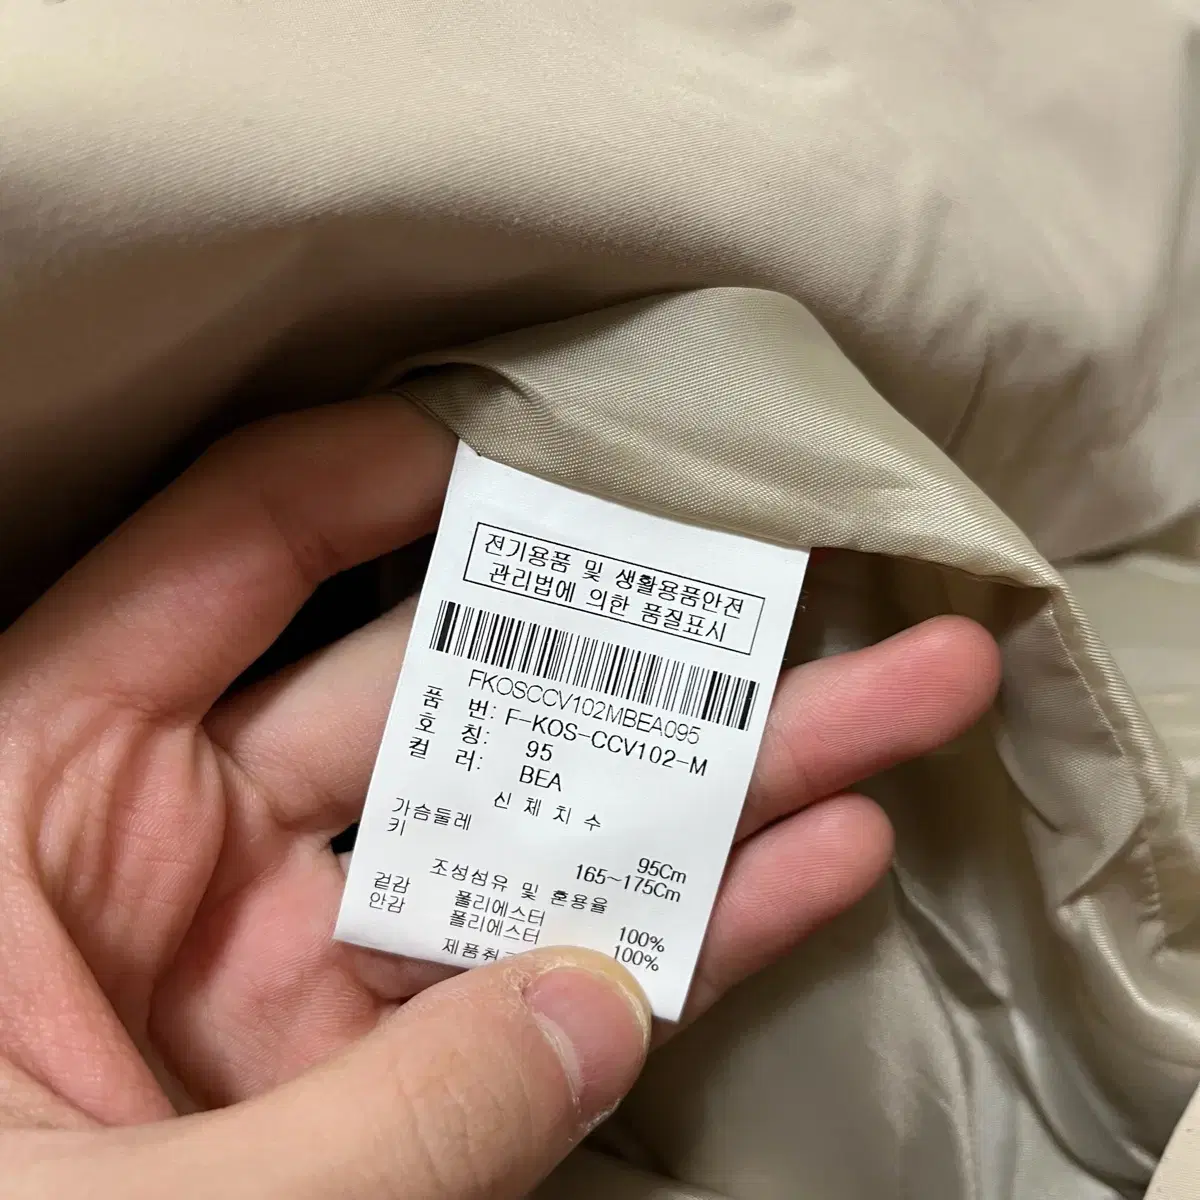 전기용품 및 생활용품안전
관리법에 의한 품질표시
FKOSCCV102MBEA095
품 번: F-KOS-CCV102-M
호 칭: 95
컬 러: BEA
신 체 치 수
가슴둘레 95Cm
키 165~175Cm
조성섬유 및 혼용율
겉감 폴리에스터 100%
안감 폴리에스터 100%